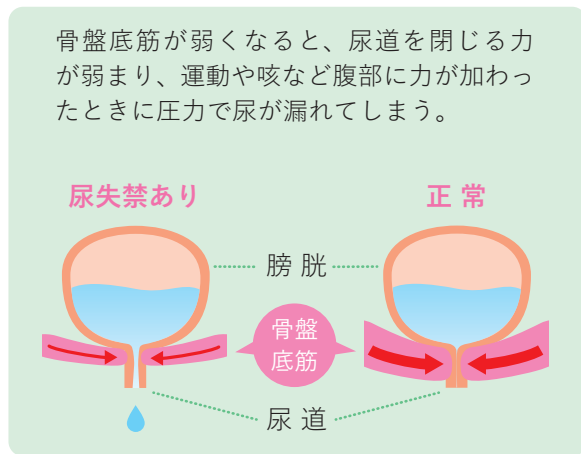 骨盤底筋が弱くなると、尿道を閉じる力
が弱まり、運動や咳など腹部に力が加わっ
たときに圧力で尿が漏れてしまう。
尿失禁あり
正 常
膀 胱
骨盤
底筋
尿 道